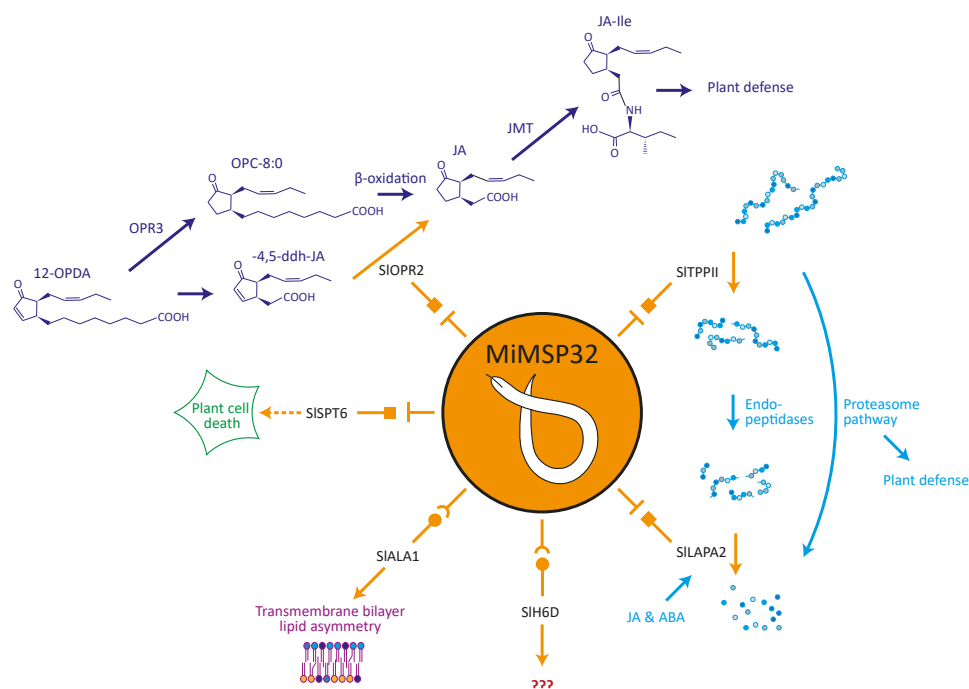 JA-Ile
O
Plant defense
O
NH
HO
O
JMT
JA
O
COOH
OPC-8:0
O
COOH
β-oxidation
OPR3
12-OPDA
O
COOH
-4,5-ddh-JA
O
COOH
SlOPR2
SlTPPII
MiMSP32
SlSPT6
Plant cell
death
Endo-
peptidases
Proteasome
pathway
Plant defense
SlALA1
SlLAPA2
SlH6D
JA & ABA
Transmembrane bilayer
lipid asymmetry
???